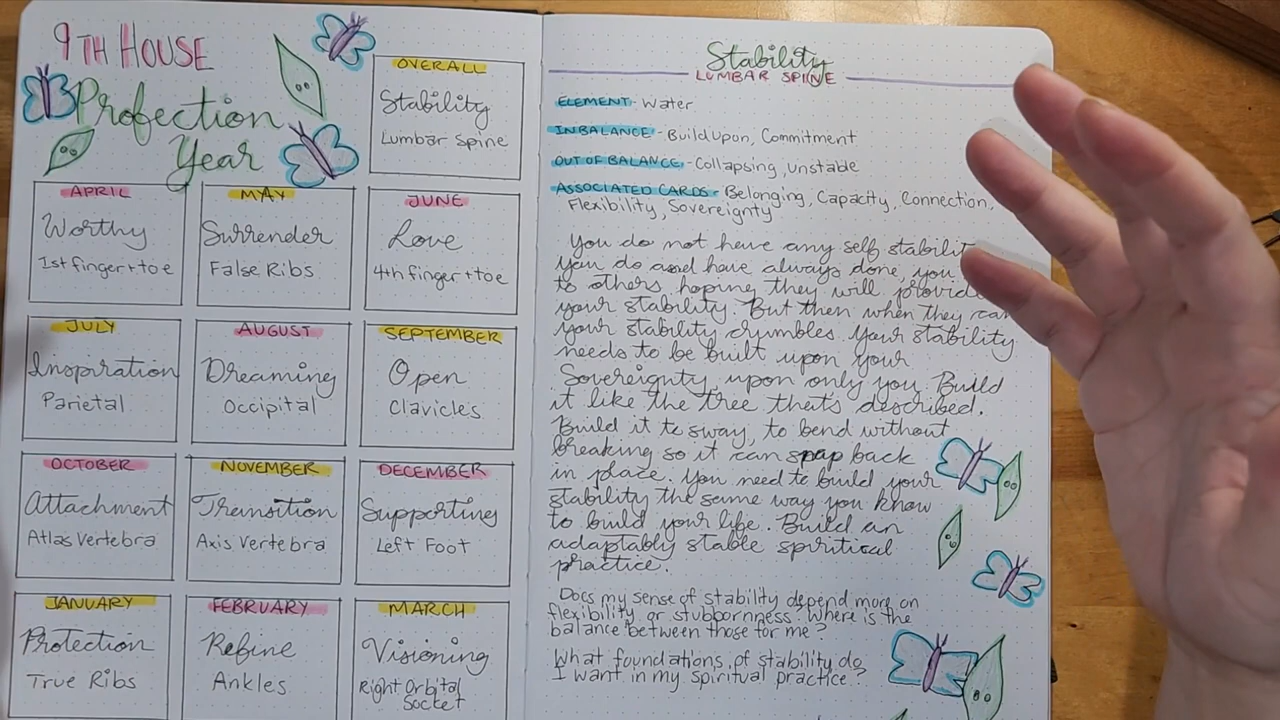 9TH HOUSE
Profection
Year
OVERALL
Stability
Lumbar Spine
APRIL
Worthy
1st finger + toe
MAY
Surrender
False Ribs
JUNE
Love
4th finger + toe
JULY
Inspiration
Parietal
AUGUST
Dreaming
Occipital
SEPTEMBER
Open
Clavicles
OCTOBER
Attachment
Atlas Vertebra
NOVEMBER
Transition
Axis Vertebra
DECEMBER
Supporting
Left Foot
JANUARY
Protection
True Ribs
FEBRUARY
Refine
Ankles
MARCH
Visioning
Right Orbital
Socket
Stability
LUMBAR SPINE
ELEMENT - Water
IN BALANCE - Build Upon, Commitment
OUT OF BALANCE - Collapsing, unstable
ASSOCIATED CARDS - Belonging, Capacity, Connection,
Flexibility, Sovereignty
You do not have any self
you do and have always done, you
to others hoping they will provide
your stability. But then when they
your stability crumbles. Your stability
needs to be built upon your
Sovereignty, upon only you. Build
it like the tree that's described.
Build it to sway, to bend without
breaking so it can snap back
in place. You need to build your
stability the same way you know
to build your life. Build an
adaptably stable spiritical
practice.
Does my sense of stability depend more on
flexibility or stubbornness? Where is the
balance between those for me?
What foundations of stability do
I want in my spiritual practice?